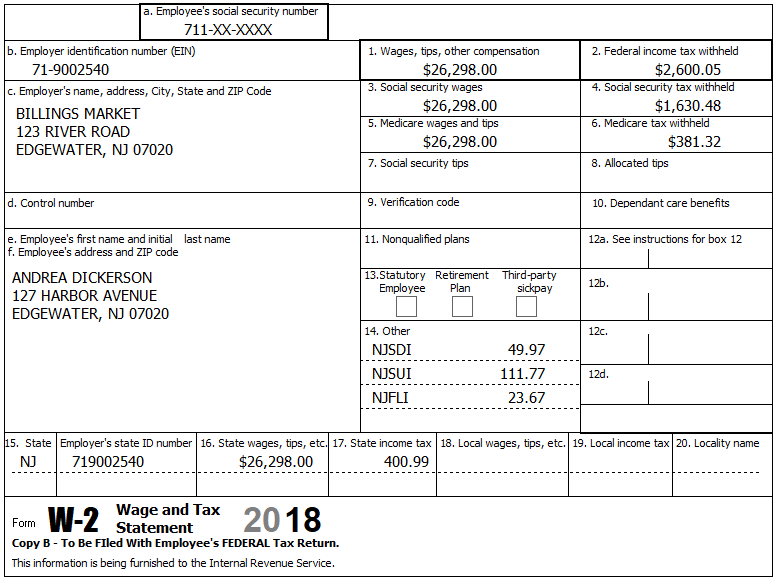 a. Employee's social security number
711-XX-XXXX
b. Employer identification number (EIN)
71-9002540
1. Wages, tips, other compensation
$26,298.00
2. Federal income tax withheld
$2,600.05
c. Employer's name, address, City, State and ZIP Code
BILLINGS MARKET
123 RIVER ROAD
EDGEWATER, NJ 07020
3. Social security wages
$26,298.00
4. Social security tax withheld
$1,630.48
5. Medicare wages and tips
$26,298.00
6. Medicare tax withheld
$381.32
7. Social security tips
8. Allocated tips
d. Control number
9. Verification code
10. Dependant care benefits
e. Employee's first name and initial last name
f. Employee's address and ZIP code
ANDREA DICKERSON
127 HARBOR AVENUE
EDGEWATER, NJ 07020
11. Nonqualified plans
12a. See instructions for box 12
13.Statutory Employee
Retirement Plan
Third-party sickpay
12b.
14. Other
NJSDI 49.97
NJSUI 111.77
NJFLI 23.67
12c.
12d.
15. State Employer's state ID number 16. State wages, tips, etc. 17. State income tax 18. Local wages, tips, etc. 19. Local income tax 20. Locality name
NJ 719002540 $26,298.00 400.99
Form W-2 Wage and Tax Statement 2018
Copy B - To Be FIled With Employee's FEDERAL Tax Return.
This information is being furnished to the Internal Revenue Service.